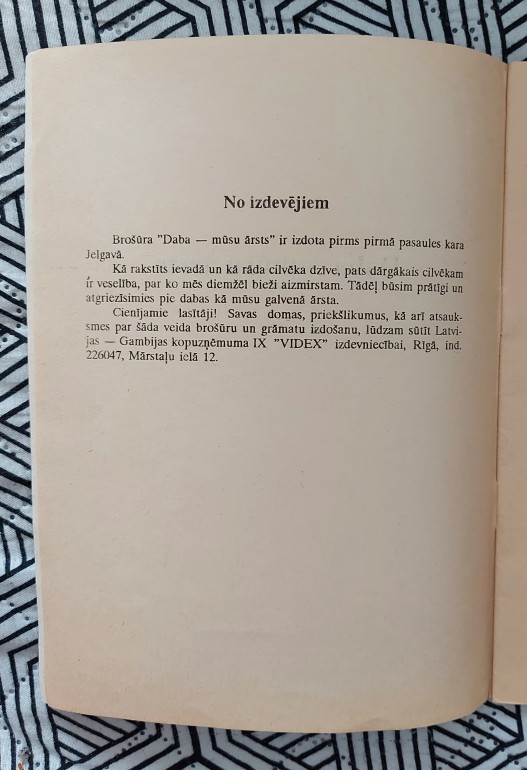 No izdevējiem
Brošūra "Daba — mūsu ārsts" ir izdota pirms pirmā pasaules kara
Jelgavā.
Kā rakstīts ievadā un kā rāda cilvēka dzīve, pats dārgākais cilvēkam
ir veselība, par ko mēs diemžēl bieži aizmirstam. Tādēļ būsim prātīgi un
atgriezīsimies pie dabas kā mūsu galvenā ārsta.
Cienījamie lasītāji! Savas domas, priekšlikumus, kā arī atsauk-
smes par šāda veida brošūru un grāmatu izdošanu, lūdzam sūtīt Latvi-
jas — Gambijas kopuzņēmuma IX "VIDEX" izdevniecībai, Rīgā, ind.
226047, Mārstaļu ielā 12.